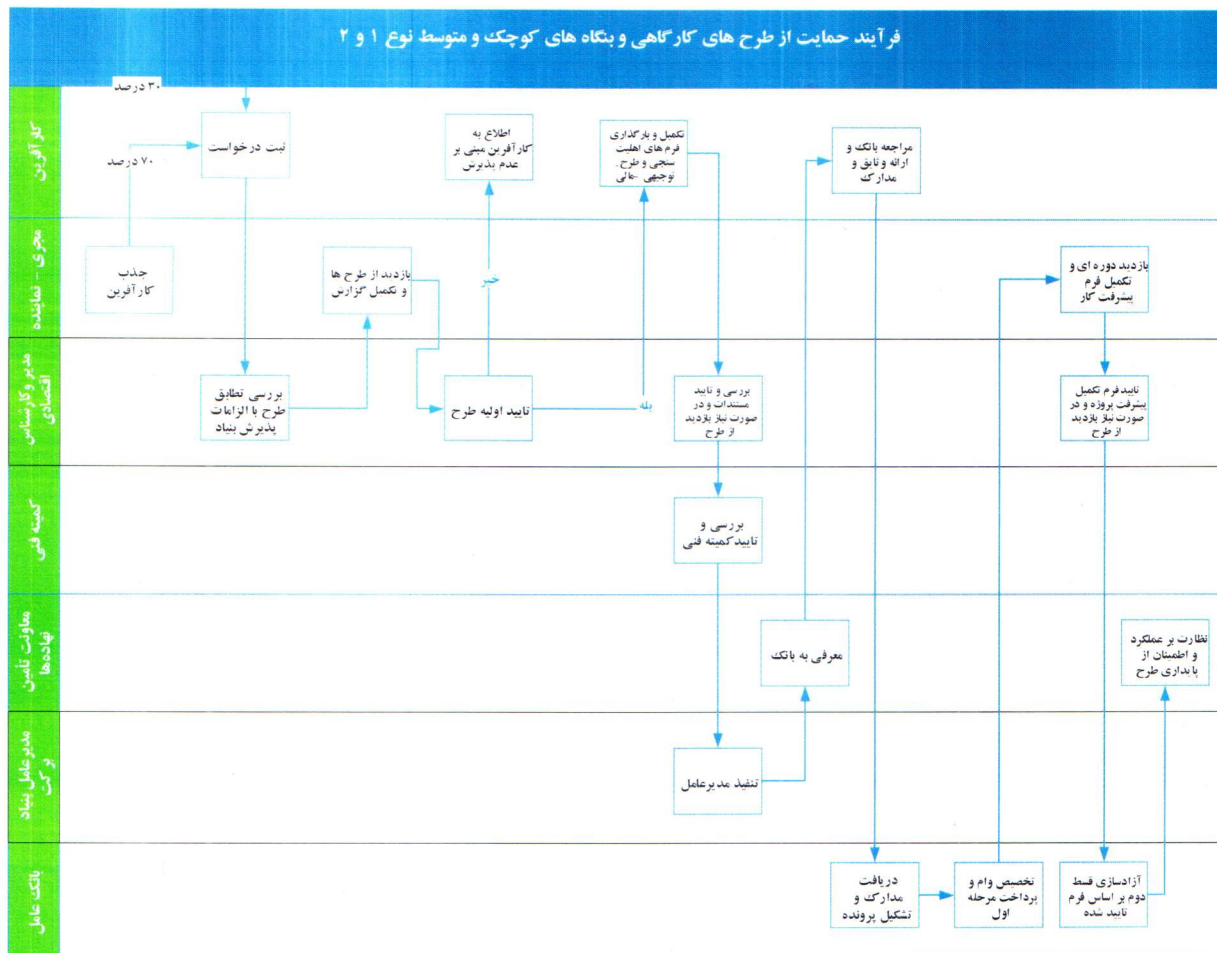 فرآیند حمایت از طرح های کارگاهی و بنگاه های کوچک و متوسط نوع ۱ و ۲
کارآفرین
۳۰ درصد
۷۰ درصد
ثبت درخواست
اطلاع به
کارآفرین مبنی بر
عدم پذیرش
تکمیل و بارگذاری
فرم های اهلیت
سنجی و طرح
توجیهی -مالی
مراجعه بانک و
ارائه وثایق و
مدارک
مجری - نماینده
جذب
کارآفرین
بازدید از طرح ها
و تکمیل گزارش
خیر
بازدید دوره ای و
تکمیل فرم
پیشرفت کار
مدیر وکارشناس
اقتصادی
بررسی تطابق
طرح با الزامات
پذیرش بنیاد
تایید اولیه طرح
بله
بررسی و تایید
مستندات و در
صورت نیاز بازدید
از طرح
تاییدفرم تکمیل
پیشرفت پروژه و در
صورت نیاز بازدید
از طرح
کمیته فنی
بررسی و
تاییدکمیته فنی
معاونت تأمین
نهاده‌ها
معرفی به بانک
نظارت بر عملکرد
و اطمینان از
پایداری طرح
مدیرعامل بنیاد
برکت
تنفیذ مدیرعامل
بانک عامل
دریافت
مدارک و
تشکیل پرونده
تخصیص وام و
پرداخت مرحله
اول
آزادسازی قسط
دوم بر اساس فرم
تایید شده